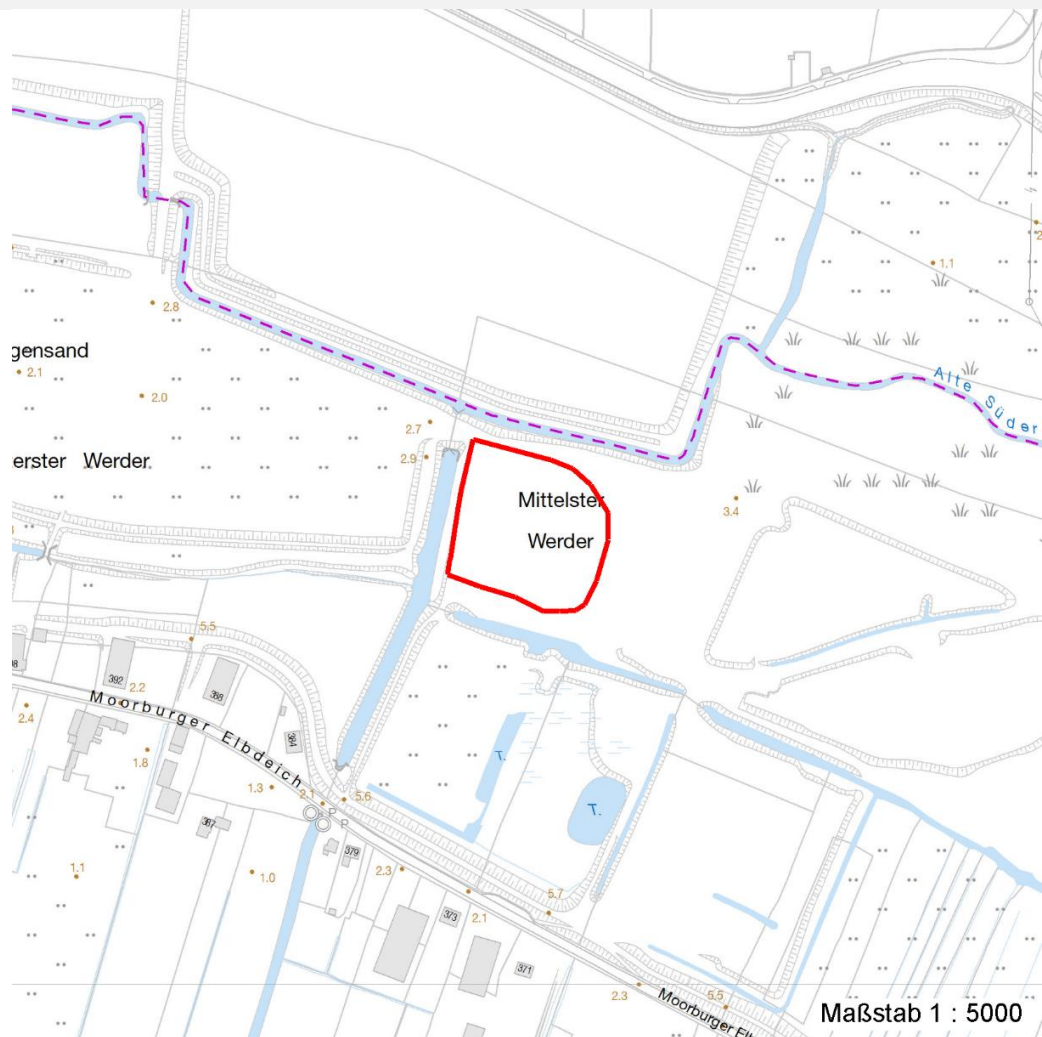 1.1
2
2.8
gensand
2.1
2.0
Alte Süder
2.7
2.9
erster Werder
Mittelster
Werder
3.4
5.5
392
388
2.2
Moorburger Elbdeich
2.4
394
1.8
T.
1.3
2.1
5.6
P
P
T.
387
379
1.1
1.0
2.3
2.1
5.7
373
371
2.3
5.5
Moorburger Elb
Maßstab 1 : 5000